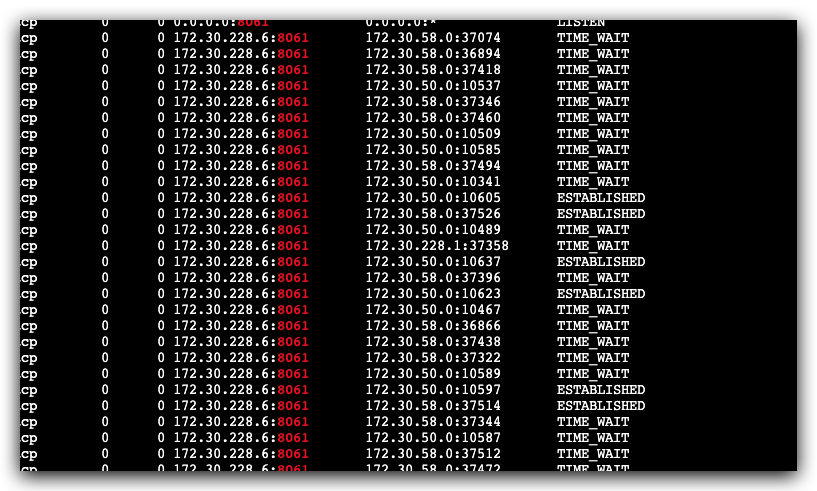 cp 0 0 0.0.0.0:8061 0.0.0.0:* LISTEN
cp 0 0 172.30.228.6:8061 172.30.58.0:37074 TIME_WAIT
cp 0 0 172.30.228.6:8061 172.30.58.0:36894 TIME_WAIT
cp 0 0 172.30.228.6:8061 172.30.58.0:37418 TIME_WAIT
cp 0 0 172.30.228.6:8061 172.30.50.0:10537 TIME_WAIT
cp 0 0 172.30.228.6:8061 172.30.58.0:37346 TIME_WAIT
cp 0 0 172.30.228.6:8061 172.30.58.0:37460 TIME_WAIT
cp 0 0 172.30.228.6:8061 172.30.50.0:10509 TIME_WAIT
cp 0 0 172.30.228.6:8061 172.30.50.0:10585 TIME_WAIT
cp 0 0 172.30.228.6:8061 172.30.58.0:37494 TIME_WAIT
cp 0 0 172.30.228.6:8061 172.30.50.0:10341 TIME_WAIT
cp 0 0 172.30.228.6:8061 172.30.50.0:10605 ESTABLISHED
cp 0 0 172.30.228.6:8061 172.30.58.0:37526 ESTABLISHED
cp 0 0 172.30.228.6:8061 172.30.50.0:10489 TIME_WAIT
cp 0 0 172.30.228.6:8061 172.30.228.1:37358 TIME_WAIT
cp 0 0 172.30.228.6:8061 172.30.50.0:10637 ESTABLISHED
cp 0 0 172.30.228.6:8061 172.30.58.0:37396 TIME_WAIT
cp 0 0 172.30.228.6:8061 172.30.50.0:10623 ESTABLISHED
cp 0 0 172.30.228.6:8061 172.30.50.0:10467 TIME_WAIT
cp 0 0 172.30.228.6:8061 172.30.58.0:36866 TIME_WAIT
cp 0 0 172.30.228.6:8061 172.30.58.0:37438 TIME_WAIT
cp 0 0 172.30.228.6:8061 172.30.58.0:37322 TIME_WAIT
cp 0 0 172.30.228.6:8061 172.30.50.0:10589 TIME_WAIT
cp 0 0 172.30.228.6:8061 172.30.50.0:10597 ESTABLISHED
cp 0 0 172.30.228.6:8061 172.30.58.0:37514 ESTABLISHED
cp 0 0 172.30.228.6:8061 172.30.58.0:37344 TIME_WAIT
cp 0 0 172.30.228.6:8061 172.30.50.0:10587 TIME_WAIT
cp 0 0 172.30.228.6:8061 172.30.58.0:37512 TIME_WAIT
cp 0 0 172.30.228.6:8061 172.30.58.0:37472 TIME_WAIT